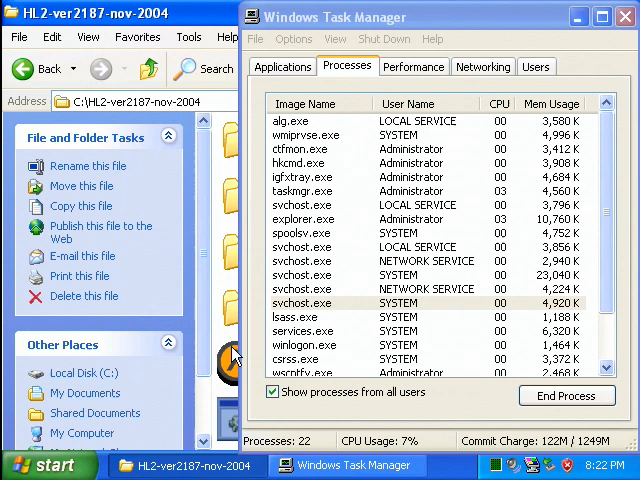 HL2-ver2187-nov-2004
File Edit View Favorites Tools Help
Back Search
Address C:\HL2-ver2187-nov-2004
File and Folder Tasks
Rename this file
Move this file
Copy this file
Publish this file to the
Web
E-mail this file
Print this file
Delete this file
Other Places
Local Disk (C:)
My Documents
Shared Documents
My Computer
Windows Task Manager
File Options View Shut Down Help
Applications Processes Performance Networking Users
Image Name User Name CPU Mem Usage
alg.exe LOCAL SERVICE 00 3,580 K
wmiprvse.exe SYSTEM 00 4,996 K
ctfmon.exe Administrator 00 3,412 K
hkcmd.exe Administrator 00 3,908 K
igfxtray.exe Administrator 00 4,684 K
taskmgr.exe Administrator 03 4,560 K
svchost.exe LOCAL SERVICE 00 3,796 K
explorer.exe Administrator 03 10,760 K
spoolsv.exe SYSTEM 00 4,752 K
svchost.exe LOCAL SERVICE 00 3,856 K
svchost.exe NETWORK SERVICE 00 2,940 K
svchost.exe SYSTEM 00 23,040 K
svchost.exe NETWORK SERVICE 00 4,224 K
svchost.exe SYSTEM 00 4,920 K
lsass.exe SYSTEM 00 1,188 K
services.exe SYSTEM 00 6,320 K
winlogon.exe SYSTEM 00 1,464 K
csrss.exe SYSTEM 00 3,372 K
wscntfy.exe Administrator 00 2,468 K
Show processes from all users End Process
Processes: 22 CPU Usage: 7% Commit Charge: 122M / 1249M
start HL2-ver2187-nov-2004 Windows Task Manager 8:22 PM